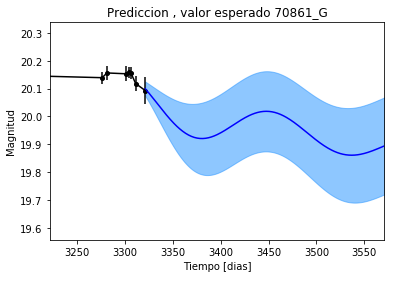 Prediccion , valor esperado 70861_G
20.3
20.2
20.1
20.0
19.9
19.8
19.7
19.6
Magnitud
3250 3300 3350 3400 3450 3500 3550
Tiempo [dias]